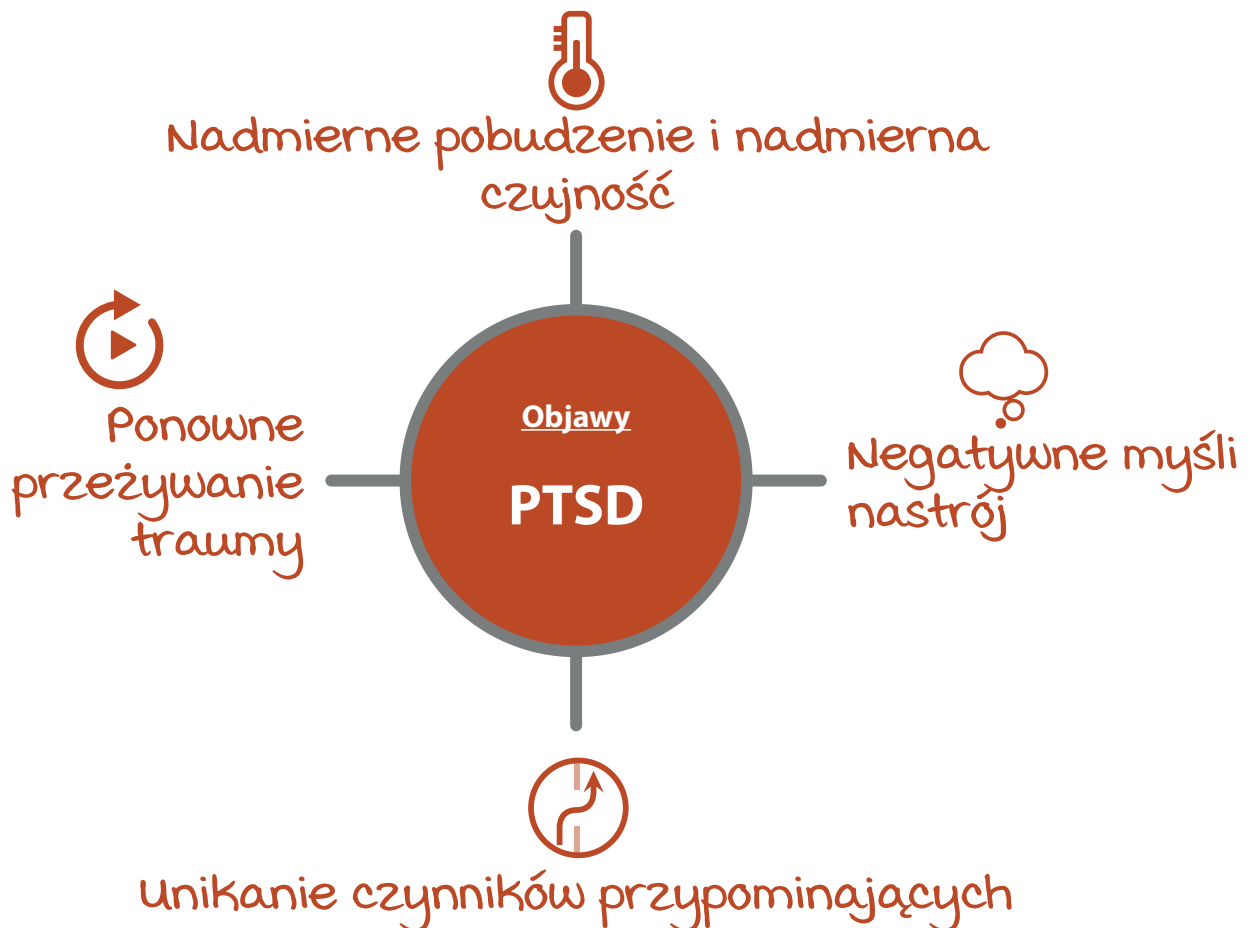 Nadmierne pobudzenie i nadmierna
czujność
Ponowne
przeżywanie
traumy
Objawy
PTSD
Negatywne myśli
nastrój
Unikanie czynników przypominających